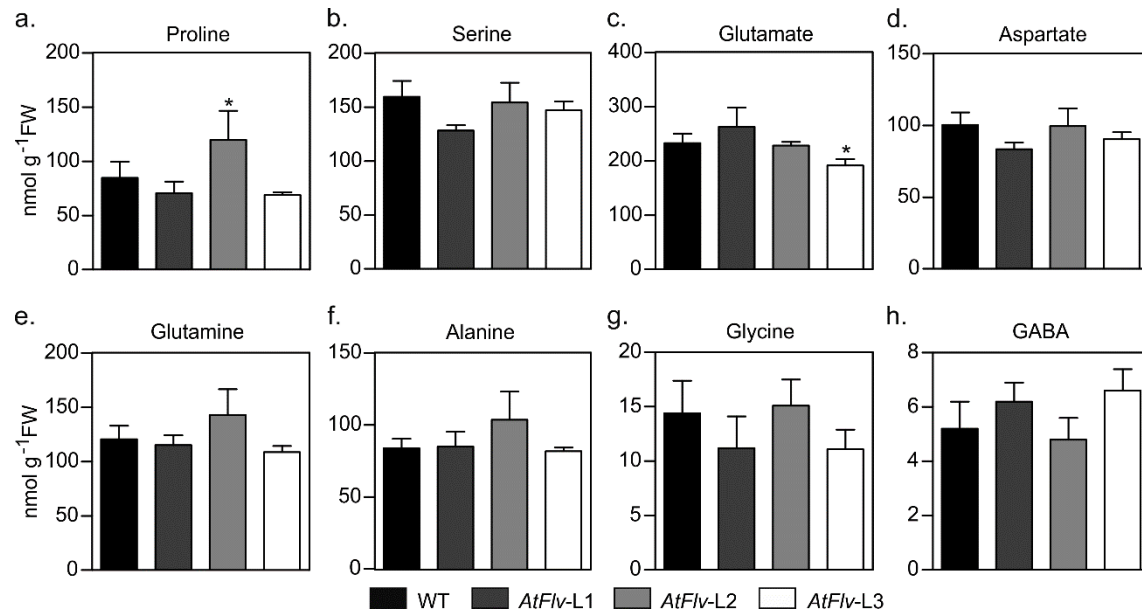 a.
Proline
200
150
100
50
0
nmol g⁻¹FW
*
b.
Serine
200
150
100
50
0
c.
Glutamate
400
300
200
300
0
*
d.
Aspartate
150
100
50
0
e.
Glutamine
200
150
100
50
0
nmol g⁻¹FW
f.
Alanine
150
100
50
0
g.
Glycine
20
15
10
5
0
h.
GABA
8
6
4
2
0
WT AtFlv-L1 AtFlv-L2 AtFlv-L3